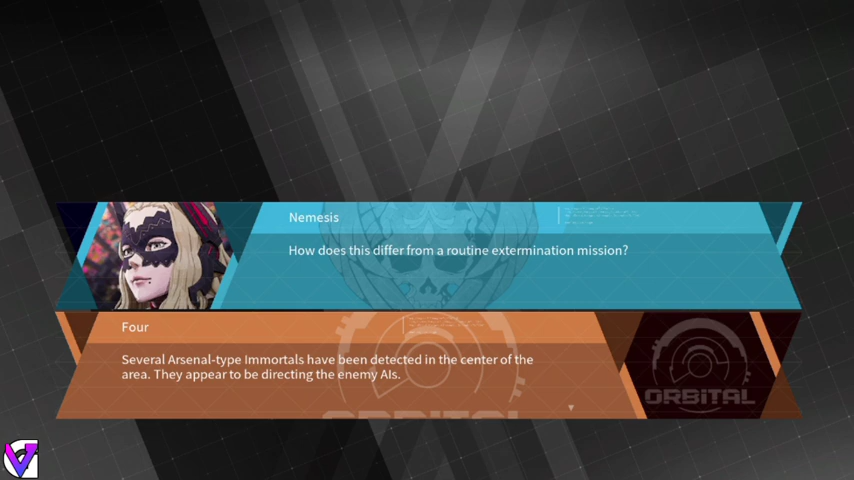 Nemesis
How does this differ from a routine extermination mission?
Four
Several Arsenal-type Immortals have been detected in the center of the
area. They appear to be directing the enemy AIs.
ORBITAL
ORBITAL